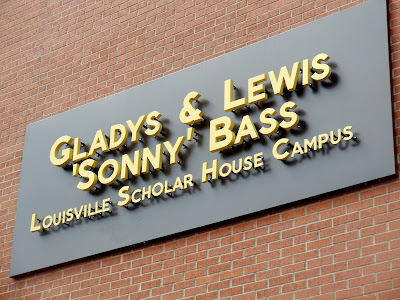 Gladys & Lewis
'Sonny' Bass
Louisville Scholar House Campus